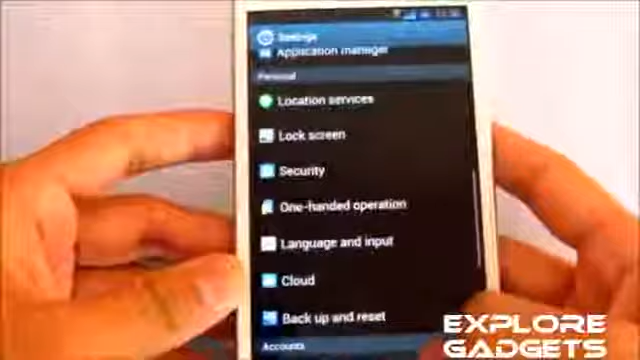 Settings
Application manager
Personal
Location services
Lock screen
Security
One-handed operation
Language and input
Cloud
Back up and reset
Accounts
EXPLORE
GADGETS